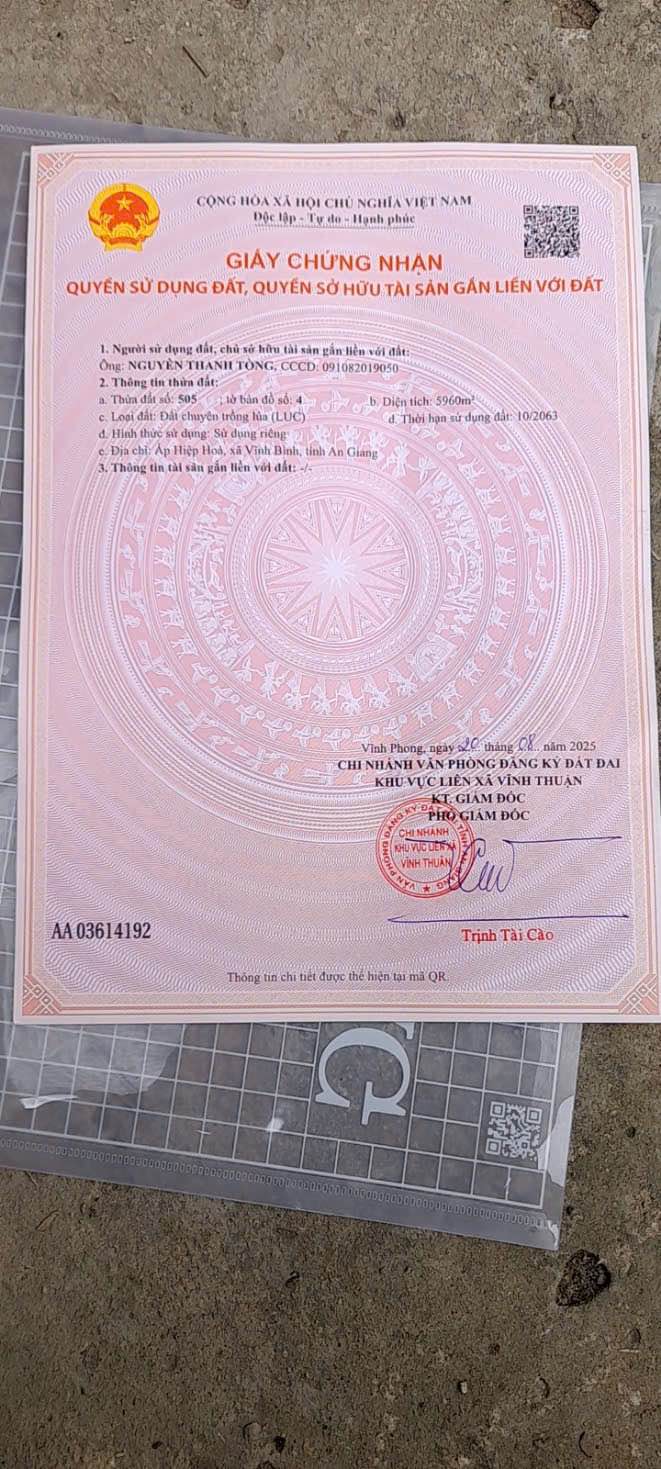 CỘNG HÒA XÃ HỘI CHỦ NGHĨA VIỆT NAM
Độc lập - Tự do - Hạnh phúc
GIẤY CHỨNG NHẬN
QUYỀN SỬ DỤNG ĐẤT, QUYỀN SỞ HỮU TÀI SẢN GẮN LIỀN VỚI ĐẤT
1. Người sử dụng đất, chủ sở hữu tài sản gắn liền với đất:
Ông: NGUYỄN THANH TÒNG, CCCD: 091082019050
2. Thông tin thửa đất:
a. Thửa đất số: 505 ; tờ bản đồ số: 4 b. Diện tích: 5960m²
c. Loại đất: Đất chuyên trồng lúa (LUC) d. Thời hạn sử dụng đất: 10/2063
đ. Hình thức sử dụng: Sử dụng riêng
e. Địa chỉ: Ấp Hiệp Hoà, xã Vĩnh Bình, tỉnh An Giang
3. Thông tin tài sản gắn liền với đất: -/-
Vĩnh Phong, ngày 20 tháng 08 năm 2025
CHI NHÁNH VĂN PHÒNG ĐĂNG KÝ ĐẤT ĐAI
KHU VỰC LIÊN XÃ VĨNH THUẬN
KT. GIÁM ĐỐC
PHÓ GIÁM ĐỐC
CHI NHÁNH
KHU VỰC LIÊN XÃ
VĨNH THUẬN
AA 03614192
Trịnh Tài Cào
Thông tin chi tiết được thể hiện tại mã QR.